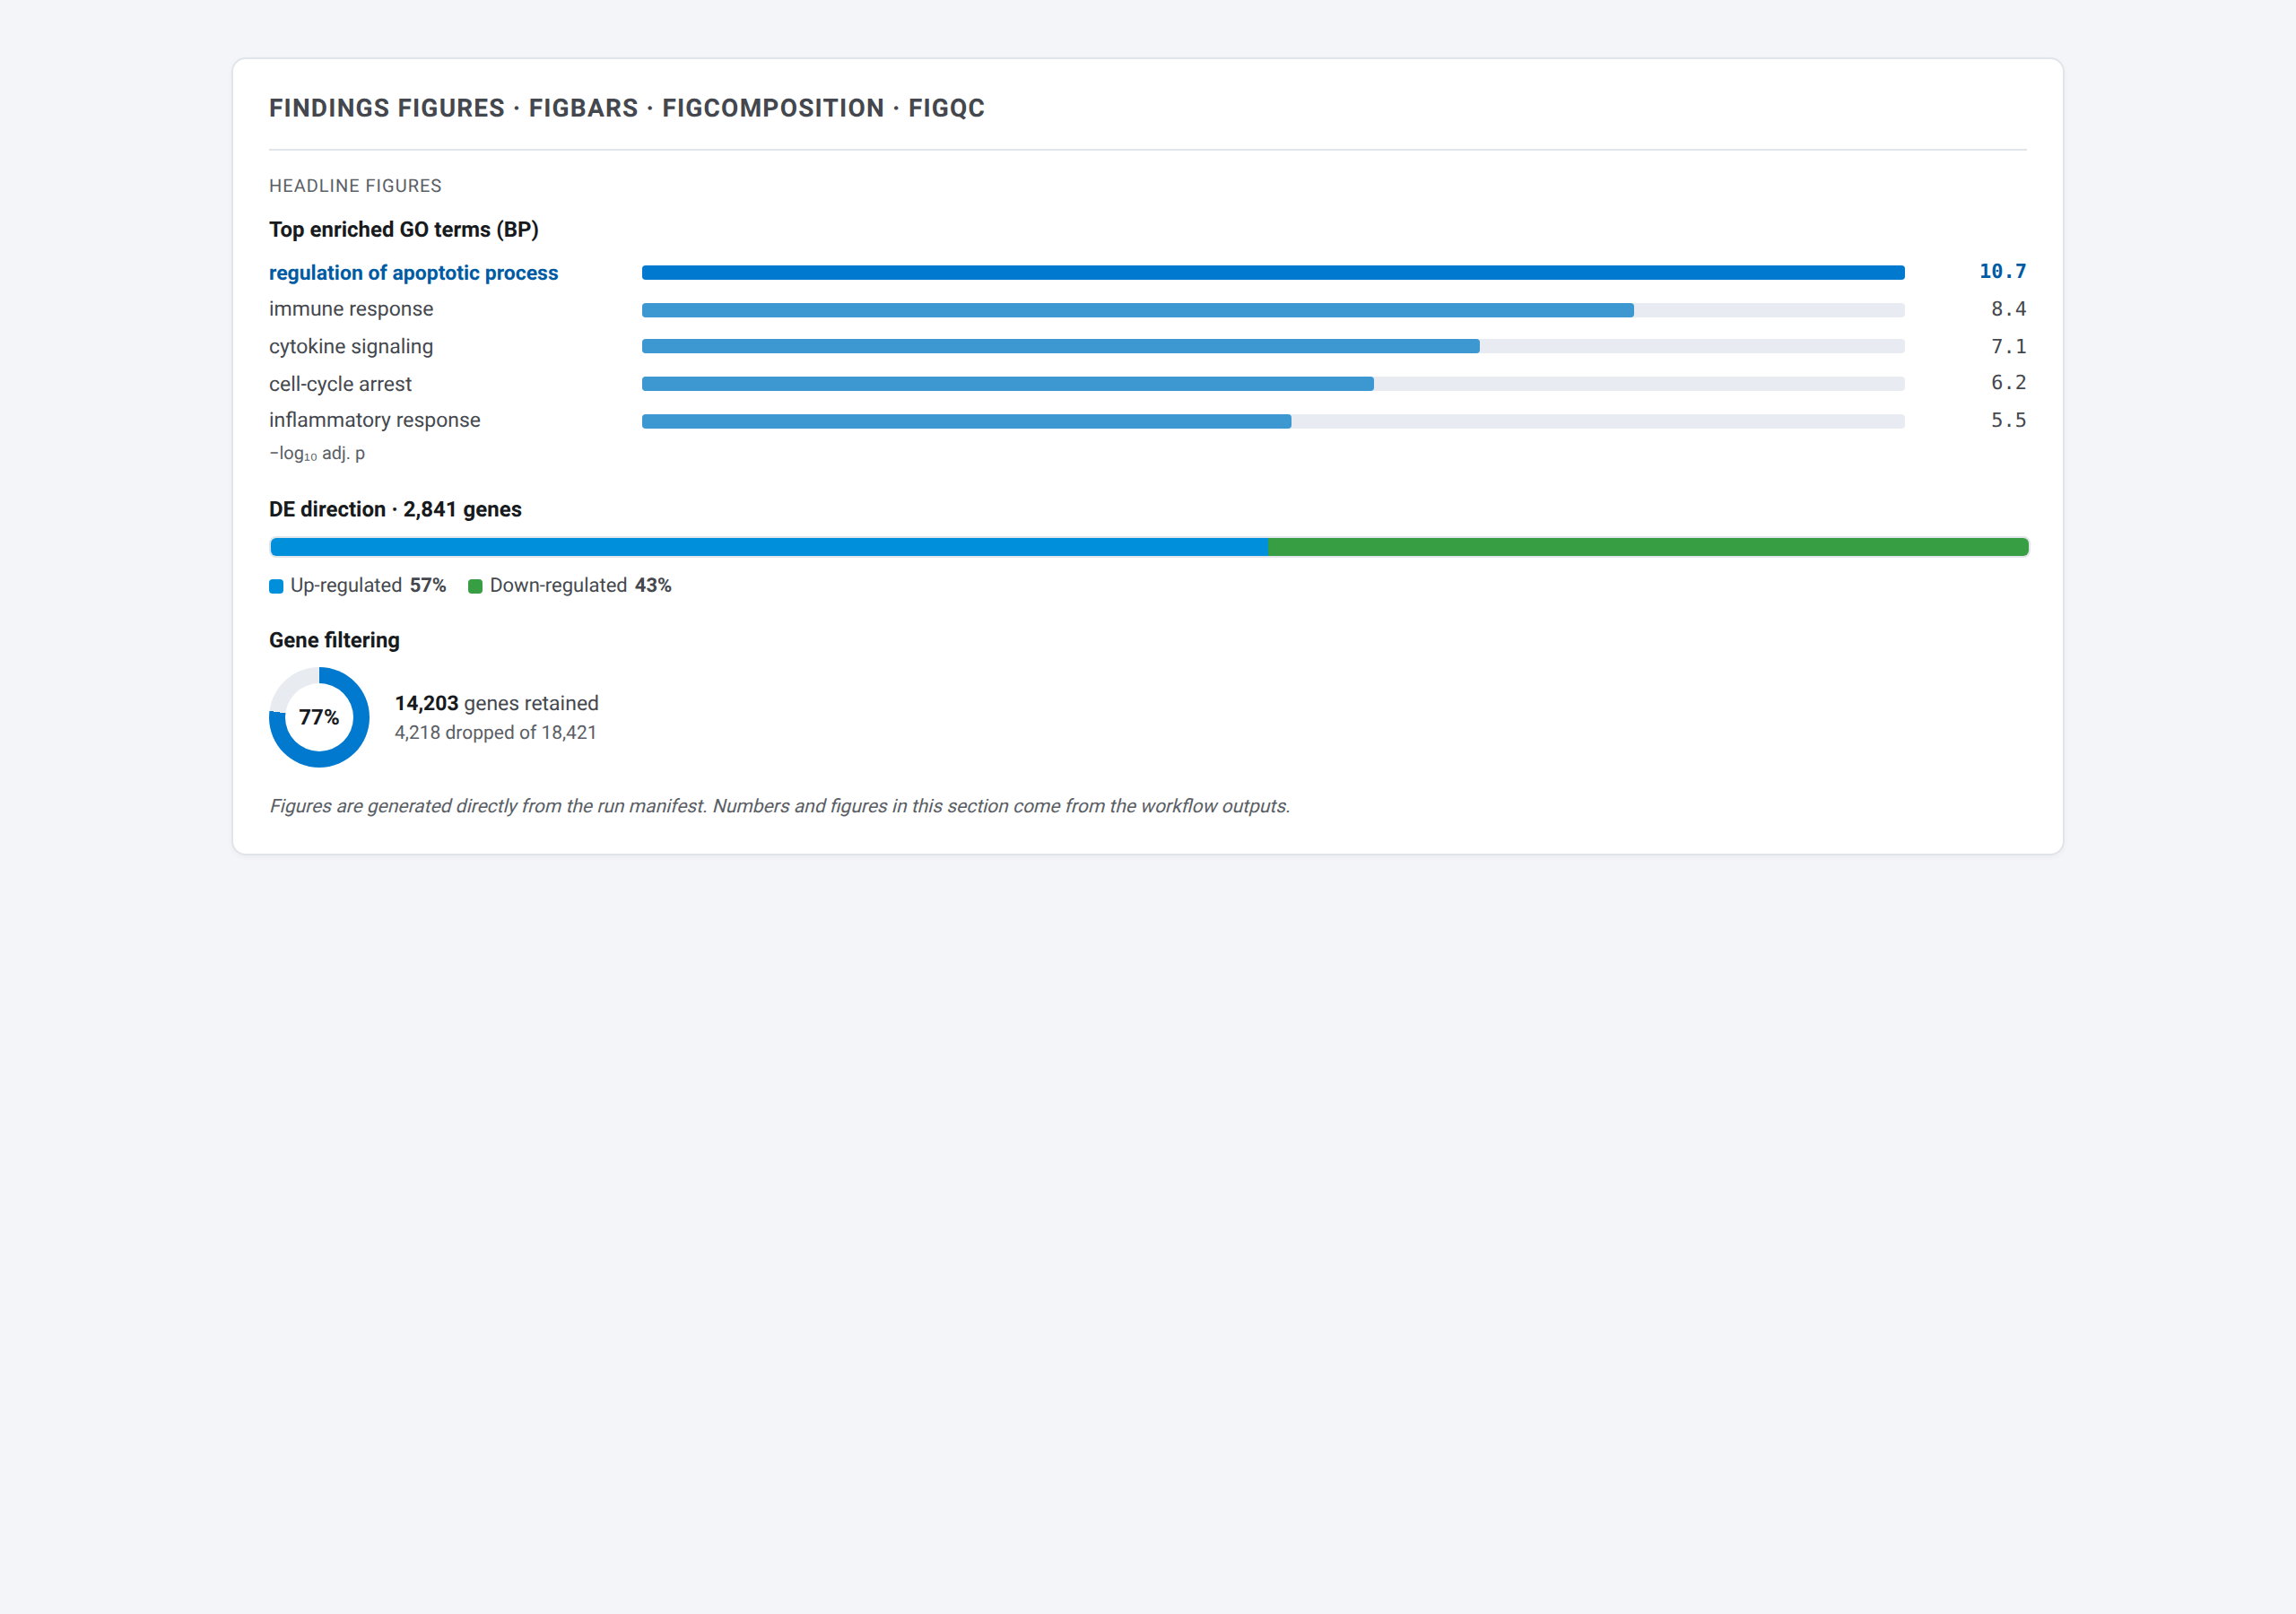 FINDINGS FIGURES · FIGBARS · FIGCOMPOSITION · FIGQC
HEADLINE FIGURES
Top enriched GO terms (BP)
regulation of apoptotic process 10.7
immune response 8.4
cytokine signaling 7.1
cell-cycle arrest 6.2
inflammatory response 5.5
−log₁₀ adj. p
DE direction · 2,841 genes
Up-regulated 57% Down-regulated 43%
Gene filtering
77%
14,203 genes retained
4,218 dropped of 18,421
Figures are generated directly from the run manifest. Numbers and figures in this section come from the workflow outputs.